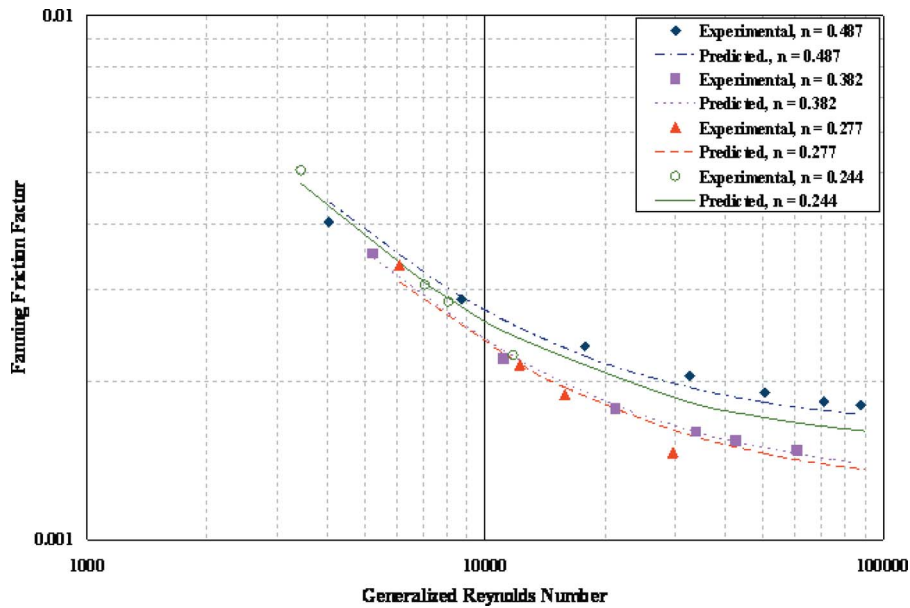 0.01
Experimental, n = 0.487
Predicted., n = 0.487
Experimental, n = 0.382
Predicted, n = 0.382
Experimental, n = 0.277
Predicted, n = 0.277
Experimental, n = 0.244
Predicted, n = 0.244
Fanning Friction Factor
0.001
1000
10000
100000
Generalized Reynolds Number